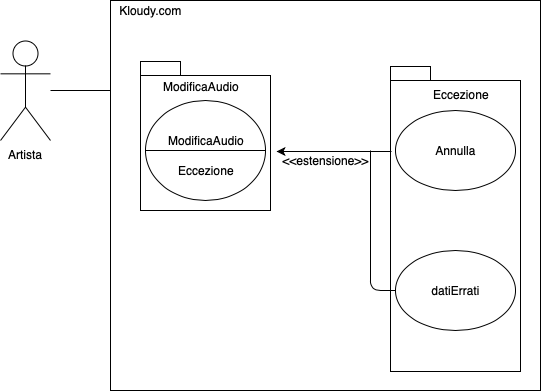 Kloudy.com
Artista
ModificaAudio
ModificaAudio
Eccezione
<<estensione>>
Eccezione
Annulla
datiErrati